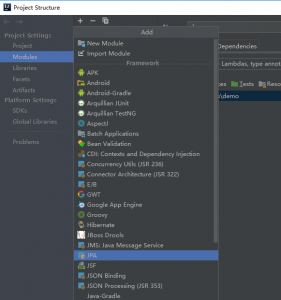 Project Structure
Project Settings
Project
Modules
Libraries
Facets
Artifacts
Platform Settings:
SDKs
Global Libraries
Problems
Add
New Module
Import Module
Framework
APK
Android
Android-Gradle
Arquillian JUnit
Arquillian TestNG
AspectJ
Batch Applications
Bean Validation
CDI: Contexts and Dependency Injection
Concurrency Utils (JSR 236)
Connector Architecture (JSR 322)
EJB
GWT
Google App Engine
Groovy
Hibernate
JBoss Drools
JMS: Java Message Service
JPA
JSF
JSON Binding
JSON Processing (JSR 353)
Java-Gradle
Dependencies
Lambdas, type annot
Tests
\demo